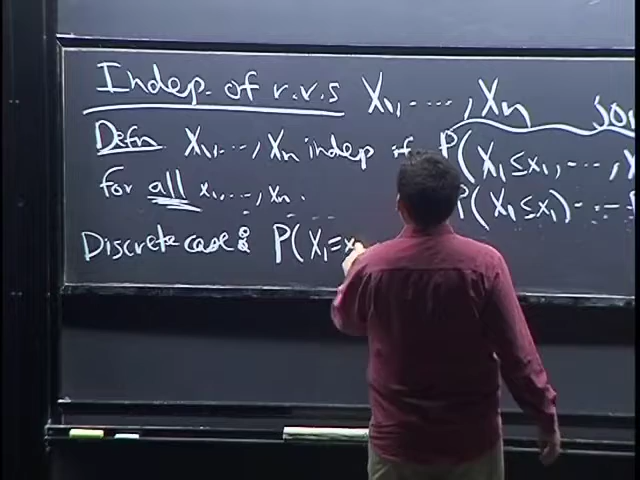 Indep. of r.v.s X₁, ..., Xₙ
Defn X₁, ..., Xₙ indep if P(X₁ ≤ x₁, ...,
for all x₁, ..., xₙ. P(X₁ ≤ x₁) ...
Discrete case: P(X₁ = x